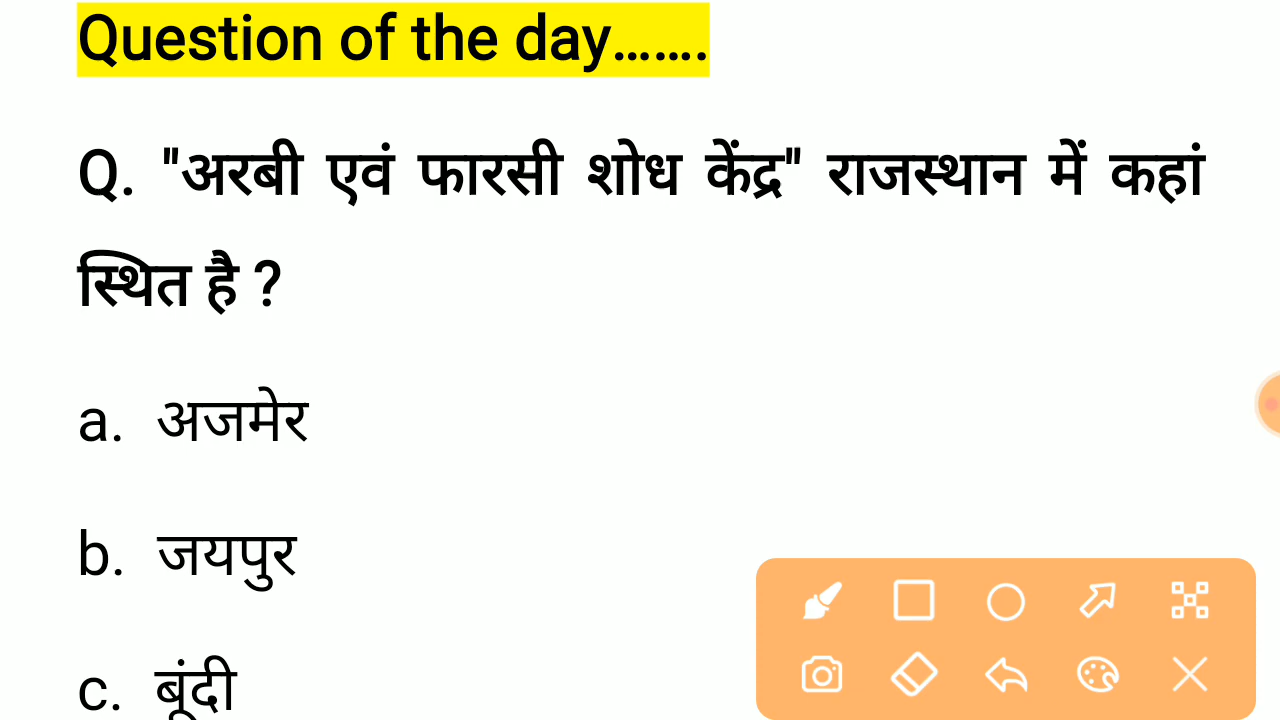 Question of the day.......
Q. "अरबी एवं फारसी शोध केंद्र" राजस्थान में कहां
स्थित है ?
a. अजमेर
b. जयपुर
c. बूंदी